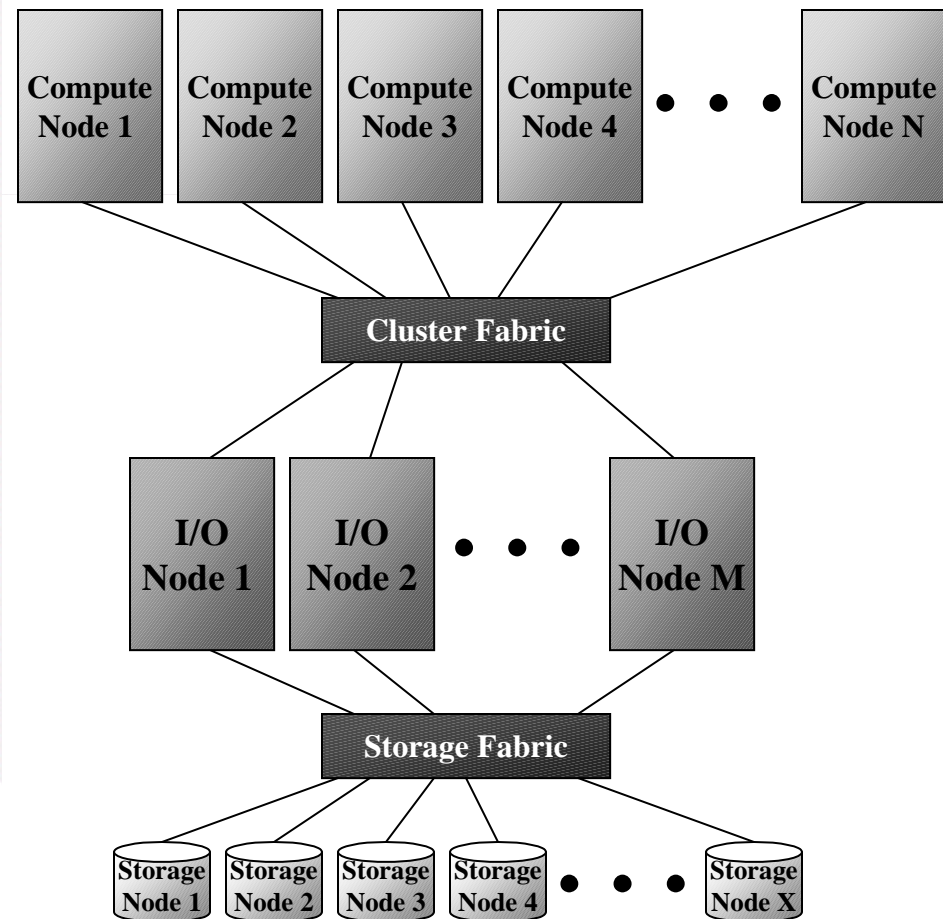 Compute Compute Compute Compute Compute
Node 1 Node 2 Node 3 Node 4 Node N
Cluster Fabric
I/O I/O I/O
Node 1 Node 2 Node M
Storage Fabric
Storage Storage Storage Storage Storage
Node 1 Node 2 Node 3 Node 4 Node X